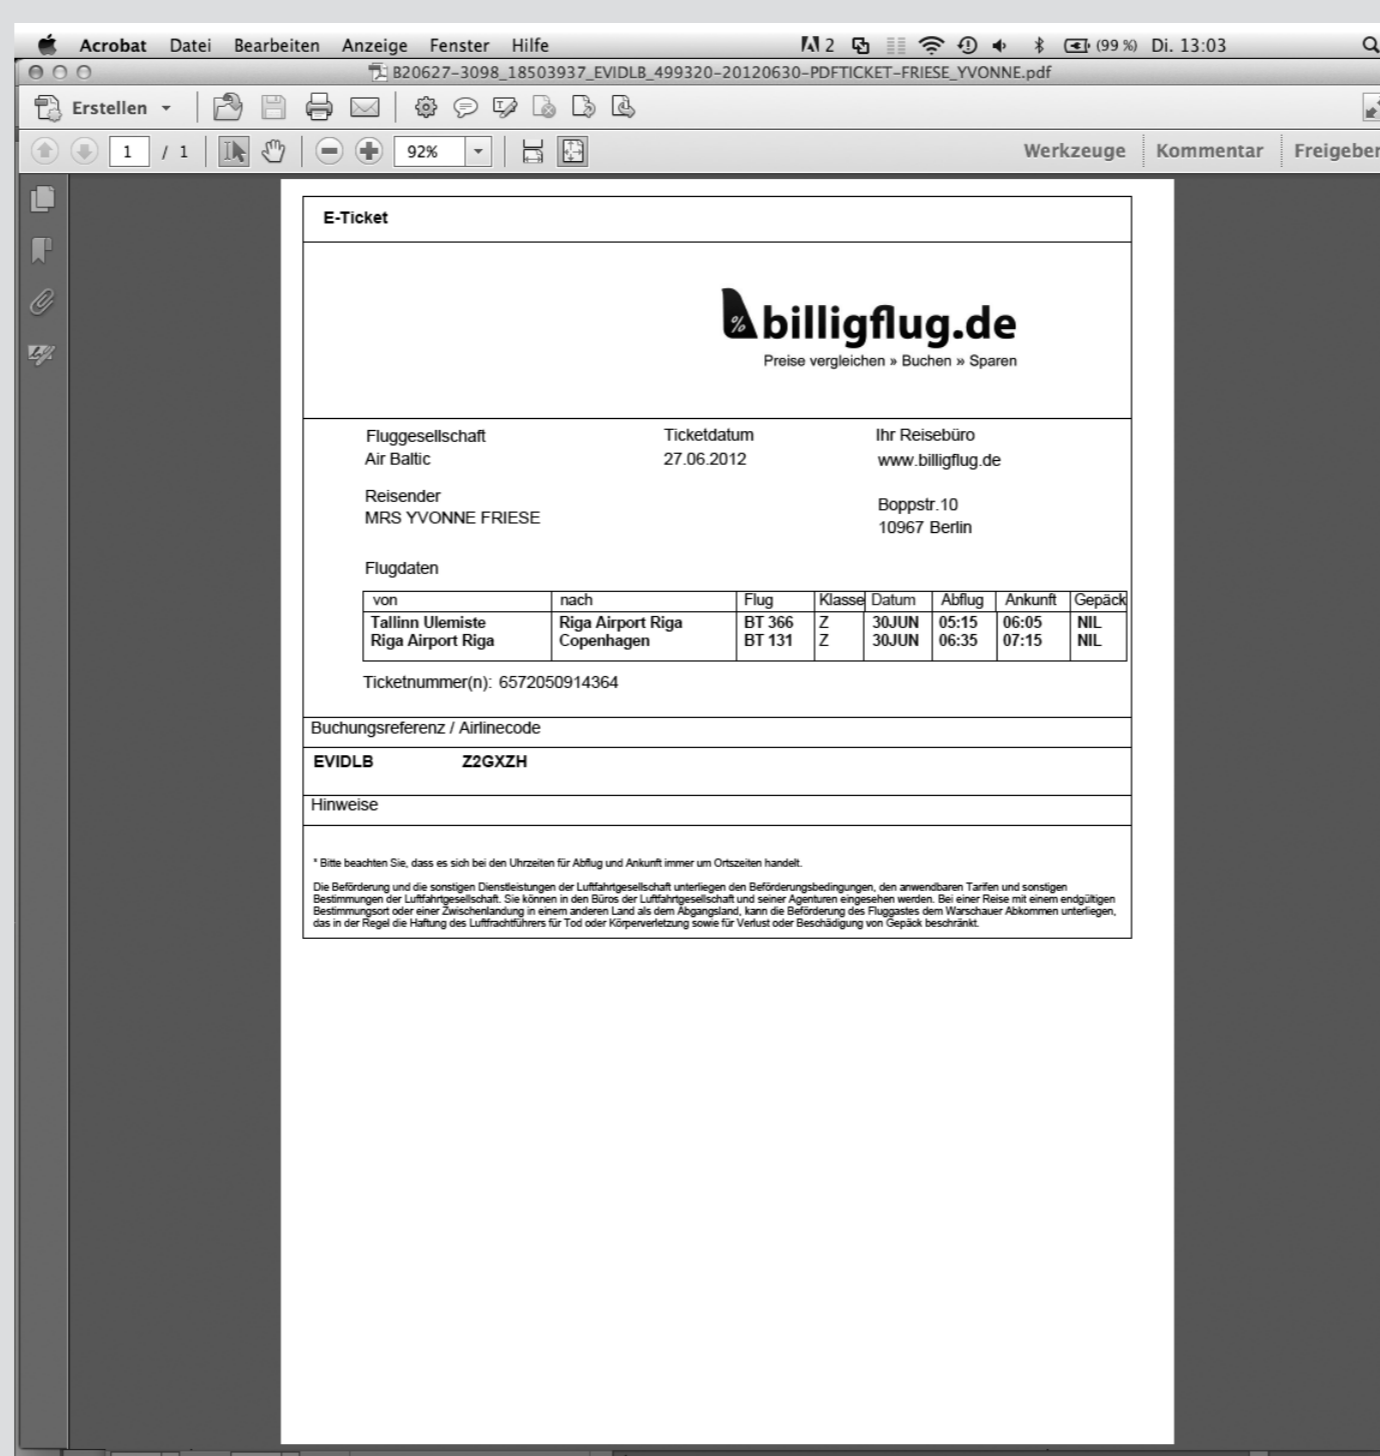 Acrobat Datei Bearbeiten Anzeige Fenster Hilfe 2 (99 %) Di. 13:03
B20627-3098_18503937_EVIDLB_499320-20120630-PDFTICKET-FRIESE_YVONNE.pdf
Erstellen
1 / 1 92% Werkzeuge Kommentar Freigeben
E-Ticket
% billigflug.de
Preise vergleichen » Buchen » Sparen
Fluggesellschaft Ticketdatum Ihr Reisebüro
Air Baltic 27.06.2012 www.billigflug.de
Reisender
MRS YVONNE FRIESE
Boppstr.10
10967 Berlin
Flugdaten
von nach Flug Klasse Datum Abflug Ankunft Gepäck
Tallinn Ulemiste Riga Airport Riga BT 366 Z 30JUN 05:15 06:05 NIL
Riga Airport Riga Copenhagen BT 131 Z 30JUN 06:35 07:15 NIL
Ticketnummer(n): 6572050914364
Buchungsreferenz / Airlinecode
EVIDLB Z2GXZH
Hinweise
* Bitte beachten Sie, dass es sich bei den Uhrzeiten für Abflug und Ankunft immer um Ortszeiten handelt.
Die Beförderung und die sonstigen Dienstleistungen der Luftfahrtgesellschaft unterliegen den Beförderungsbedingungen, den anwendbaren Tarifen und sonstigen
Bestimmungen der Luftfahrtgesellschaft. Sie können in den Büros der Luftfahrtgesellschaft und seiner Agenturen eingesehen werden. Bei einer Reise mit einem endgültigen
Bestimmungsort oder einer Zwischenlandung in einem anderen Land als dem Abgangsland, kann die Beförderung des Fluggastes dem Warschauer Abkommen unterliegen,
das in der Regel die Haftung des Luftfrachtführers für Tod oder Körperverletzung sowie für Verlust oder Beschädigung von Gepäck beschränkt.